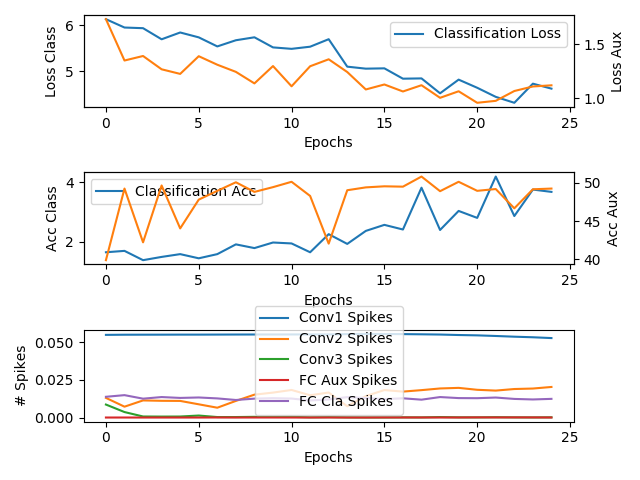 Classification Loss
Loss Class
Loss Aux
6
5
1.5
1.0
0 5 10 15 20 25
Epochs
Classification Acc
Acc Class
Acc Aux
4
2
50
45
40
0 5 10 15 20 25
Epochs
Conv1 Spikes
Conv2 Spikes
Conv3 Spikes
FC Aux Spikes
FC Cla Spikes
# Spikes
0.050
0.025
0.000
0 5 10 15 20 25
Epochs